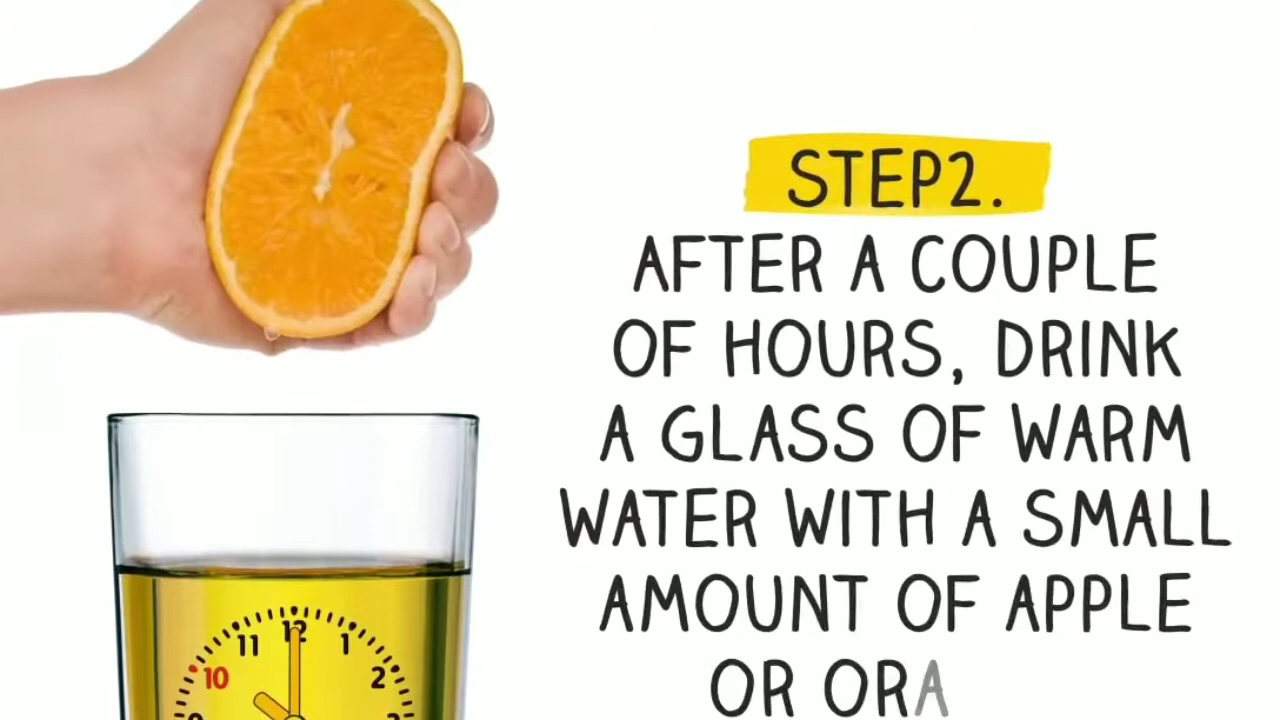 STEP2.
AFTER A COUPLE
OF HOURS, DRINK
A GLASS OF WARM
WATER WITH A SMALL
AMOUNT OF APPLE
OR ORA
11 12 1
10 2